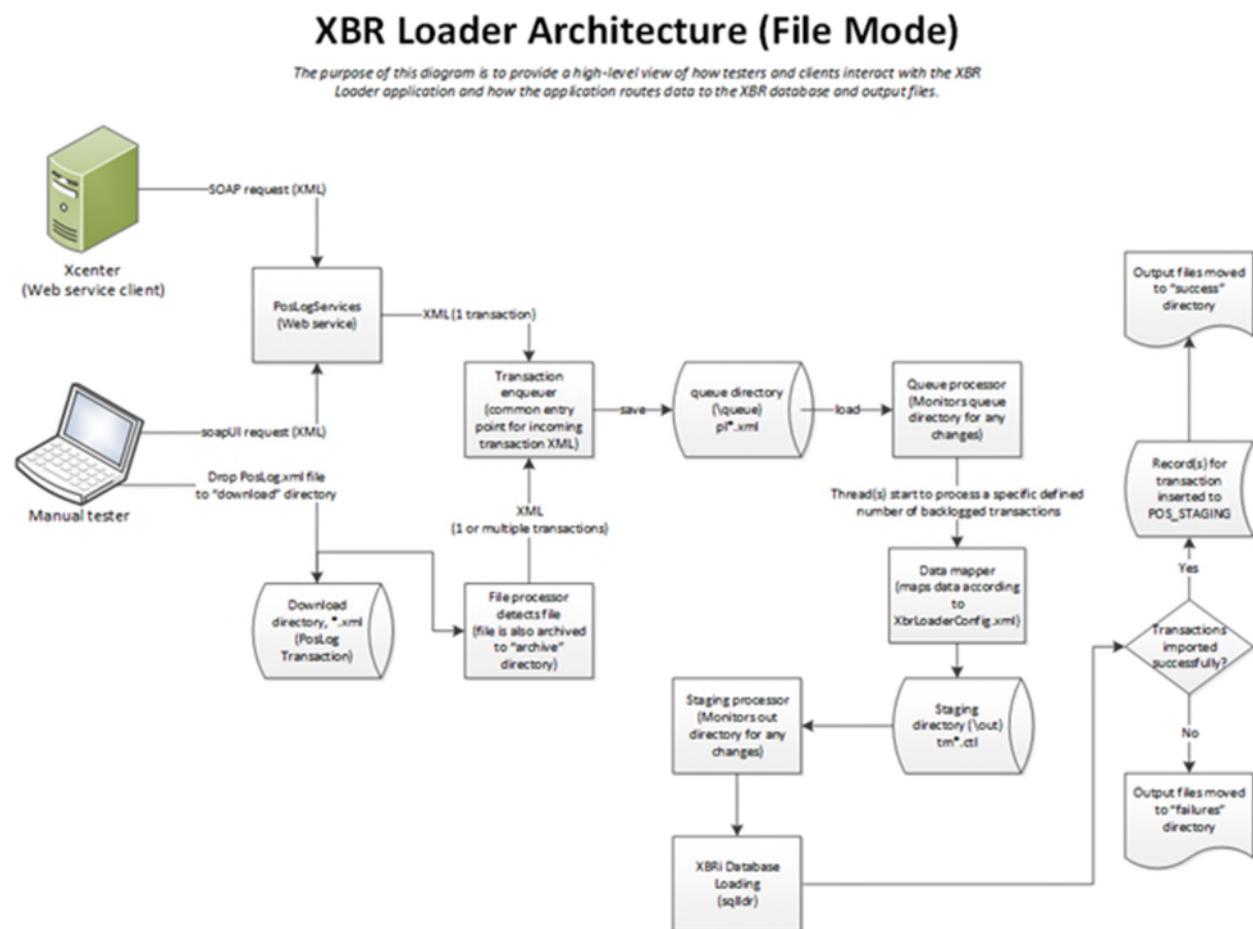 XBR Loader Architecture (File Mode)
The purpose of this diagram is to provide a high-level view of how testers and clients interact with the XBR
Loader application and how the application routes data to the XBR database and output files.
SOAP request (XML)
Xcenter
(Web service client)
PosLogServices
(Web service)
XML (1 transaction)
Transaction
enqueuer
(common entry
point for incoming
transaction XML)
save
queue directory
(\queue)
pl*.xml
load
Queue processor
(Monitors queue
directory for any
changes)
Output files moved
to "success"
directory
soapUI request (XML)
Drop PosLog.xml file
to "download" directory
Manual tester
XML
(1 or multiple transactions)
Thread(s) start to process a specific defined
number of backlogged transactions
Record(s) for
transaction
inserted to
POS_STAGING
Yes
Download
directory, *.xml
(PosLog
Transaction)
File processor
detects file
(file is also archived
to "archive"
directory)
Data mapper
(maps data according
to
XbrLoaderConfig.xml)
Transactions
imported
successfully?
Staging processor
(Monitors out
directory for any
changes)
Staging
directory (\out)
tm*.ctl
No
Output files moved
to "failures"
directory
XBRi Database
Loading
(sqlldr)